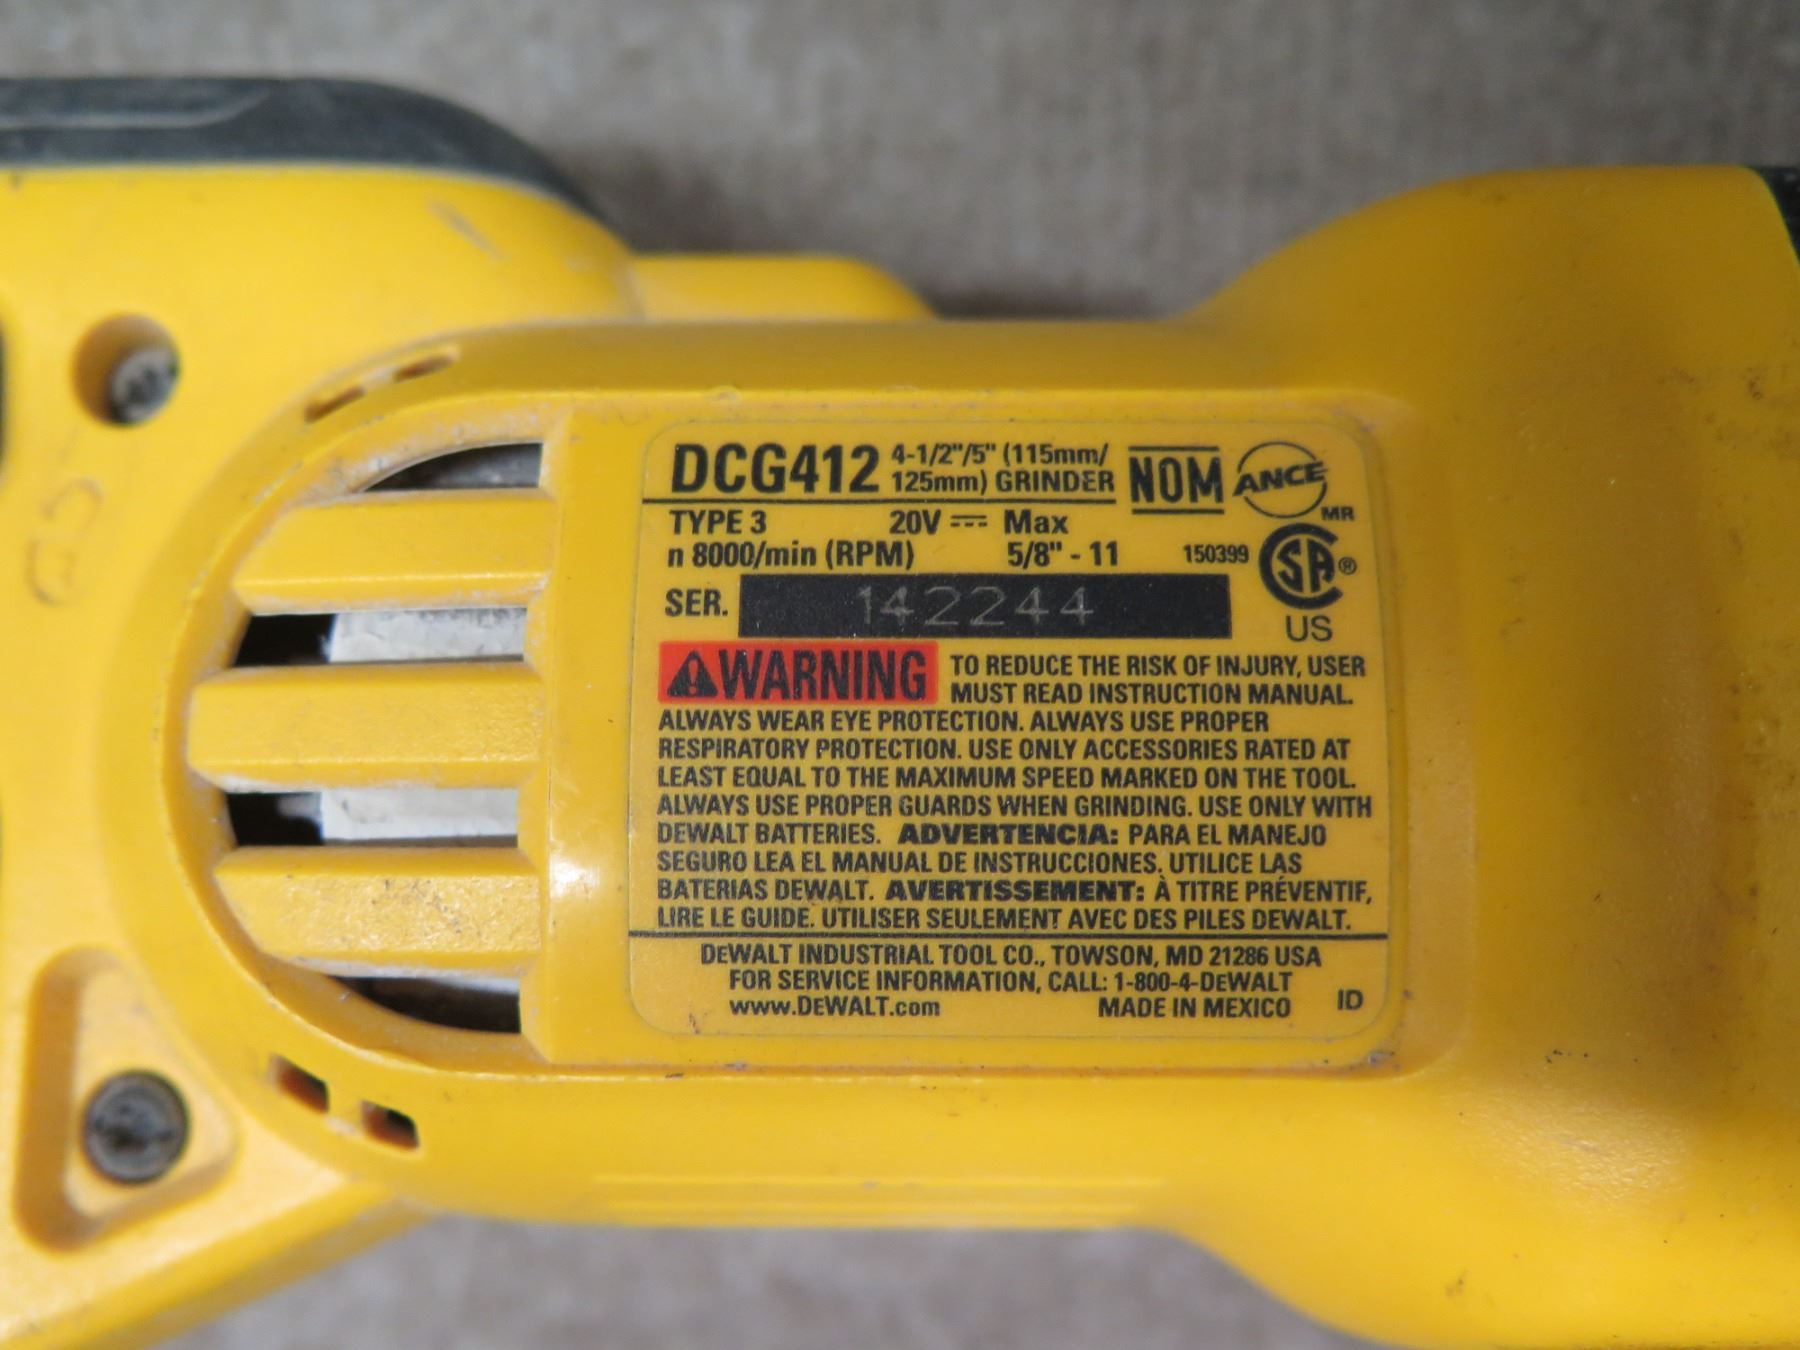 DCG412 4-1/2"/5" (115mm/
125mm) GRINDER
NOM
ANCE
MR
TYPE 3 20V ⎓ Max
n 8000/min (RPM) 5/8" - 11 150399
SA®
US
SER. 142244
WARNING TO REDUCE THE RISK OF INJURY, USER
MUST READ INSTRUCTION MANUAL.
ALWAYS WEAR EYE PROTECTION. ALWAYS USE PROPER
RESPIRATORY PROTECTION. USE ONLY ACCESSORIES RATED AT
LEAST EQUAL TO THE MAXIMUM SPEED MARKED ON THE TOOL.
ALWAYS USE PROPER GUARDS WHEN GRINDING. USE ONLY WITH
DEWALT BATTERIES. ADVERTENCIA: PARA EL MANEJO
SEGURO LEA EL MANUAL DE INSTRUCCIONES. UTILICE LAS
BATERIAS DEWALT. AVERTISSEMENT: À TITRE PRÉVENTIF,
LIRE LE GUIDE. UTILISER SEULEMENT AVEC DES PILES DEWALT.
DEWALT INDUSTRIAL TOOL CO., TOWSON, MD 21286 USA
FOR SERVICE INFORMATION, CALL: 1-800-4-DEWALT
www.DEWALT.com MADE IN MEXICO ID